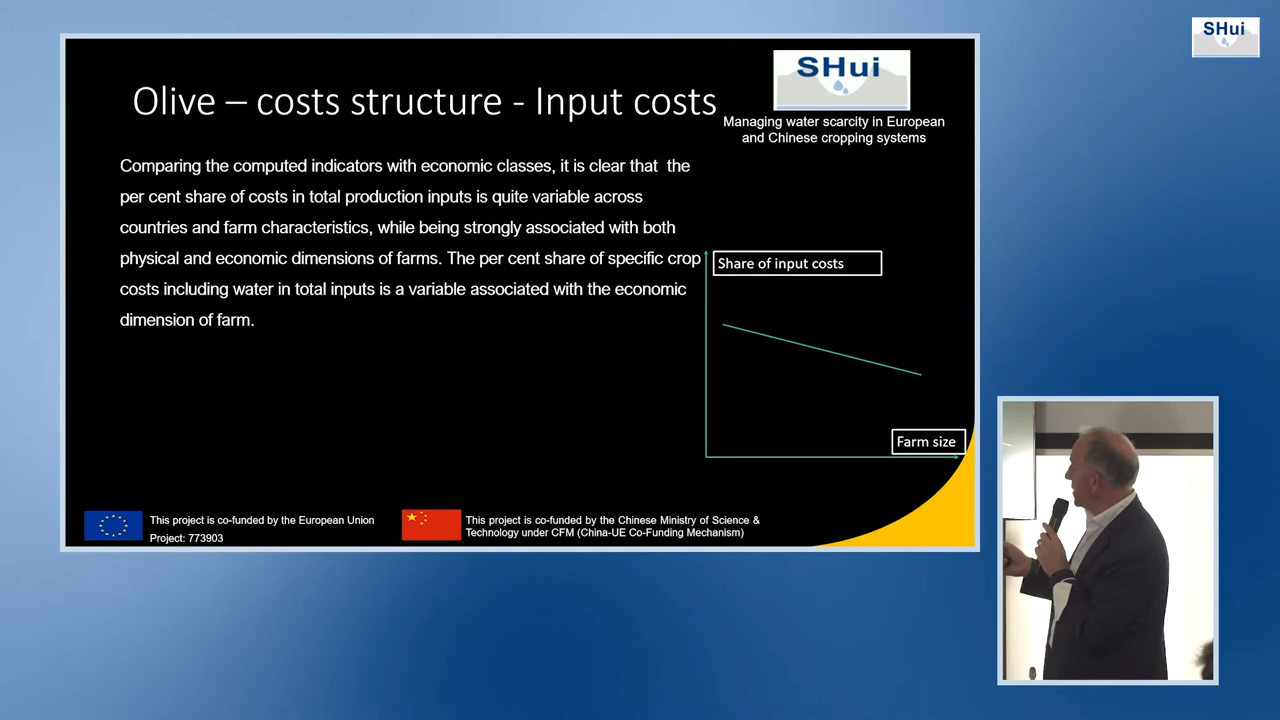 SHui
SHui
Olive – costs structure - Input costs
Managing water scarcity in European
and Chinese cropping systems
Comparing the computed indicators with economic classes, it is clear that the
per cent share of costs in total production inputs is quite variable across
countries and farm characteristics, while being strongly associated with both
physical and economic dimensions of farms. The per cent share of specific crop
costs including water in total inputs is a variable associated with the economic
dimension of farm.
Share of input costs
Farm size
This project is co-funded by the European Union
Project: 773903
This project is co-funded by the Chinese Ministry of Science &
Technology under CFM (China-UE Co-Funding Mechanism)